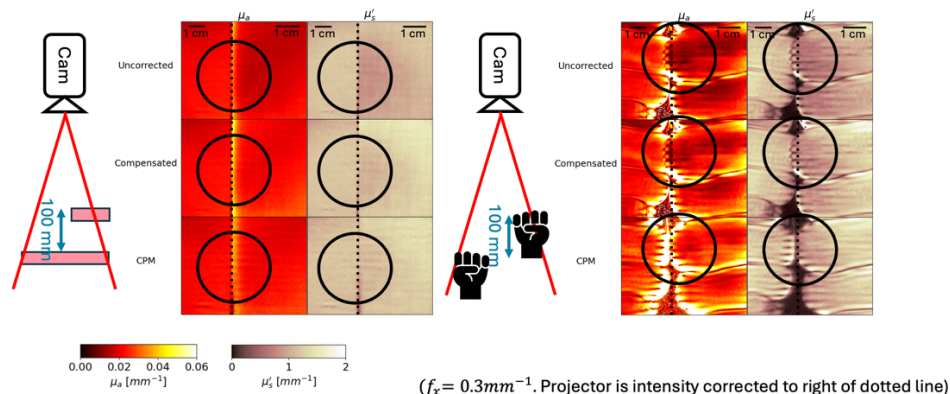 μₐ
μ′ₛ
1 cm
1 cm
1 cm
1 cm
Cam
Uncorrected
Compensated
CPM
100 mm
μₐ
μ′ₛ
1 cm
1 cm
1 cm
1 cm
Cam
Uncorrected
Compensated
CPM
100 mm
0.00 0.02 0.04 0.06
μₐ [mm⁻¹]
0 1 2
μ′ₛ [mm⁻¹]
(fₓ= 0.3mm⁻¹. Projector is intensity corrected to right of dotted line)